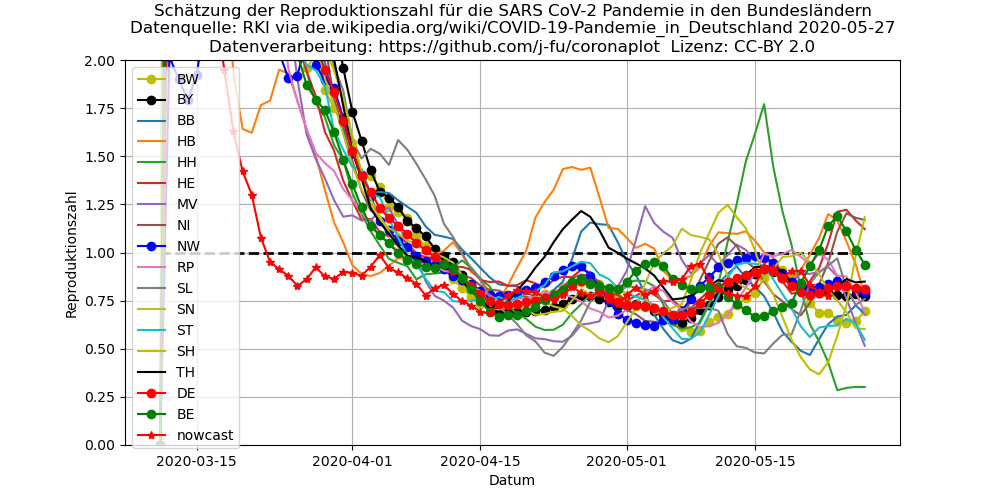 Schätzung der Reproduktionszahl für die SARS CoV-2 Pandemie in den Bundesländern
Datenquelle: RKI via de.wikipedia.org/wiki/COVID-19-Pandemie_in_Deutschland 2020-05-27
Datenverarbeitung: https://github.com/j-fu/coronaplot  Lizenz: CC-BY 2.0
2.00
1.75
1.50
1.25
1.00
0.75
0.50
0.25
0.00
Reproduktionszahl
BW
BY
BB
HB
HH
HE
MV
NI
NW
RP
SL
SN
ST
SH
TH
DE
BE
nowcast
2020-03-15
2020-04-01
2020-04-15
2020-05-01
2020-05-15
Datum